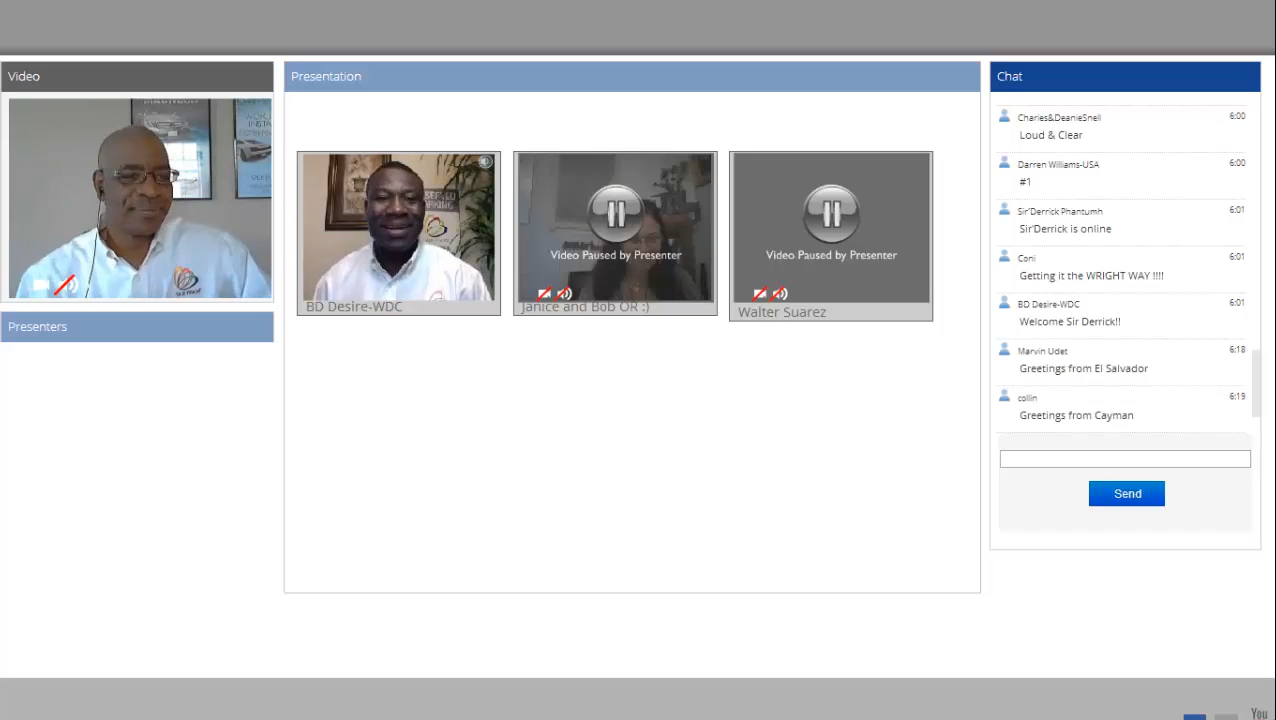 Video
Presentation
Chat
CharIes&DeanieSnell
6:00
Loud & Clear
Darren Williams-USA
6:00
#1
Sir'Derrick Phantumh
6:01
SirDerrick is online
Coni
6:01
Getting it the WRIGHT WAY !!!!
BD Desire-WDC
6:01
Welcome Sir Derrick!!
Marvin Udet
6:18
Greetings from El Salvador
collin
6:19
Greetings from Cayman
Send
Video Paused by Presenter
Video Paused by Presenter
BD Desire-WDC
Janice and Bob OR :)
Walter Suarez
Presenters
You